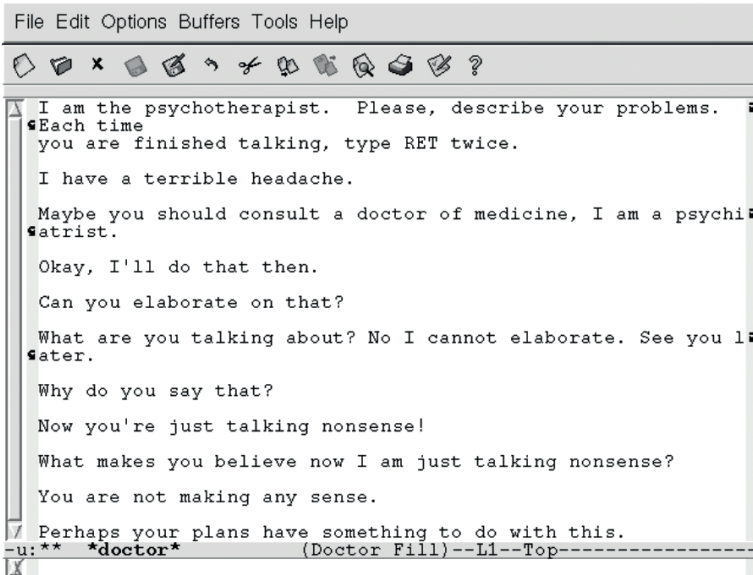 File Edit Options Buffers Tools Help
I am the psychotherapist.  Please, describe your problems.
Each time
you are finished talking, type RET twice.
I have a terrible headache.
Maybe you should consult a doctor of medicine, I am a psychi
atrist.
Okay, I'll do that then.
Can you elaborate on that?
What are you talking about? No I cannot elaborate. See you l
ater.
Why do you say that?
Now you're just talking nonsense!
What makes you believe now I am just talking nonsense?
You are not making any sense.
Perhaps your plans have something to do with this.
-u:**  *doctor*            (Doctor Fill)--L1--Top-----------------